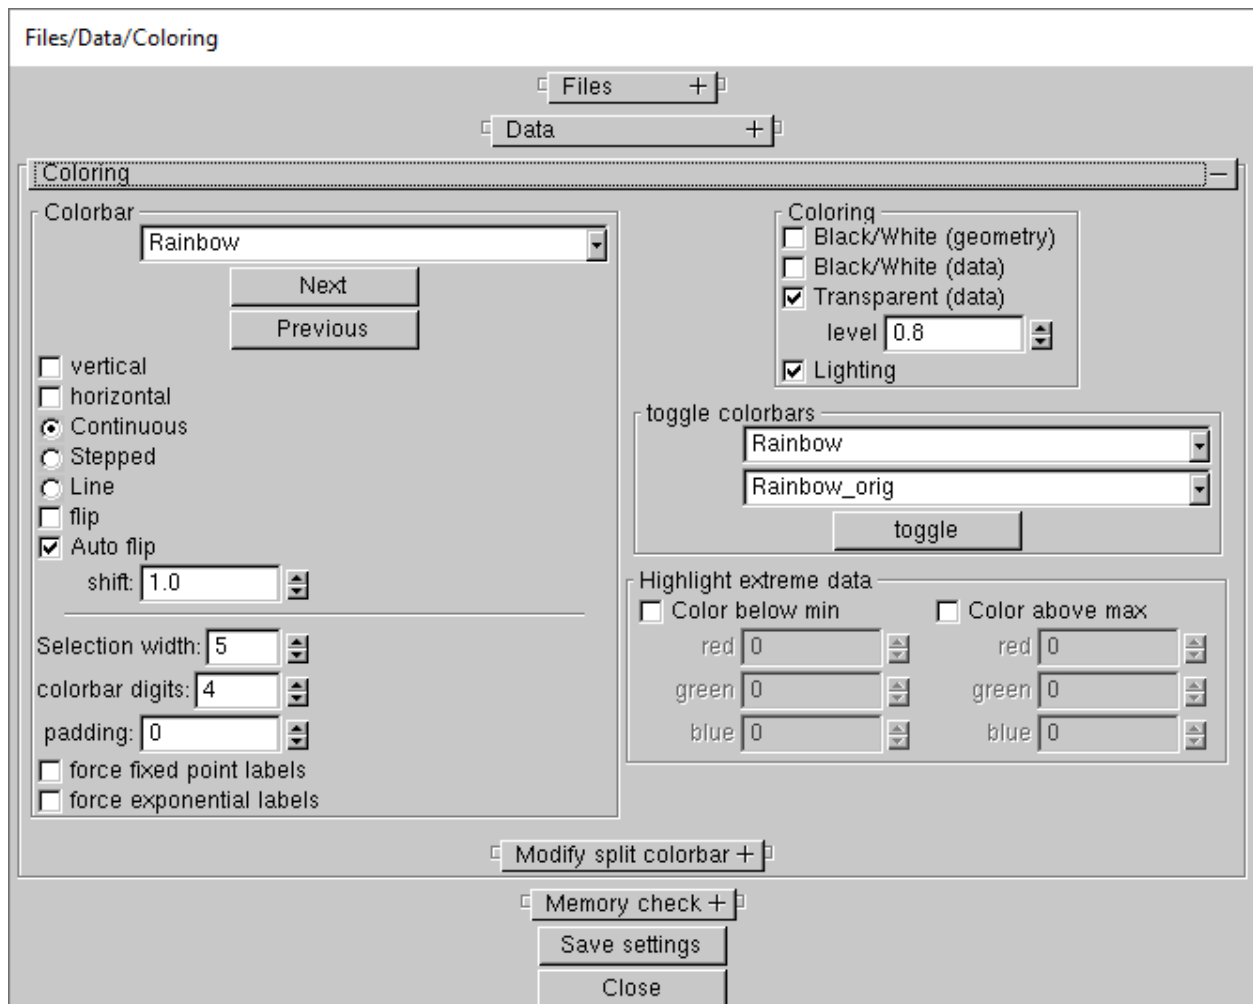 Files/Data/Coloring
Files +
Data +
Coloring −
Colorbar
Rainbow
Next
Previous
vertical
horizontal
Continuous
Stepped
Line
flip
Auto flip
shift: 1.0
Selection width: 5
colorbar digits: 4
padding: 0
force fixed point labels
force exponential labels
Coloring
Black/White (geometry)
Black/White (data)
Transparent (data)
level 0.8
Lighting
toggle colorbars
Rainbow
Rainbow_orig
toggle
Highlight extreme data
Color below min Color above max
red 0 red 0
green 0 green 0
blue 0 blue 0
Modify split colorbar +
Memory check +
Save settings
Close